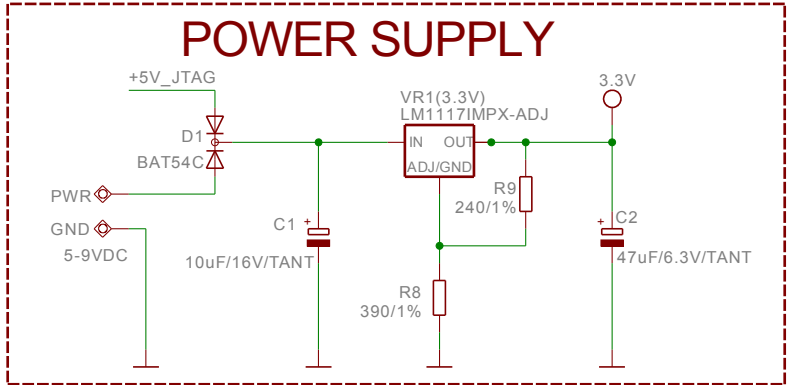 POWER SUPPLY
+5V_JTAG
3.3V
VR1(3.3V)
LM1117IMPX-ADJ
D1
IN OUT
BAT54C
ADJ/GND
PWR
R9
240/1%
GND
C1
+
+
C2
5-9VDC
10uF/16V/TANT
47uF/6.3V/TANT
R8
390/1%